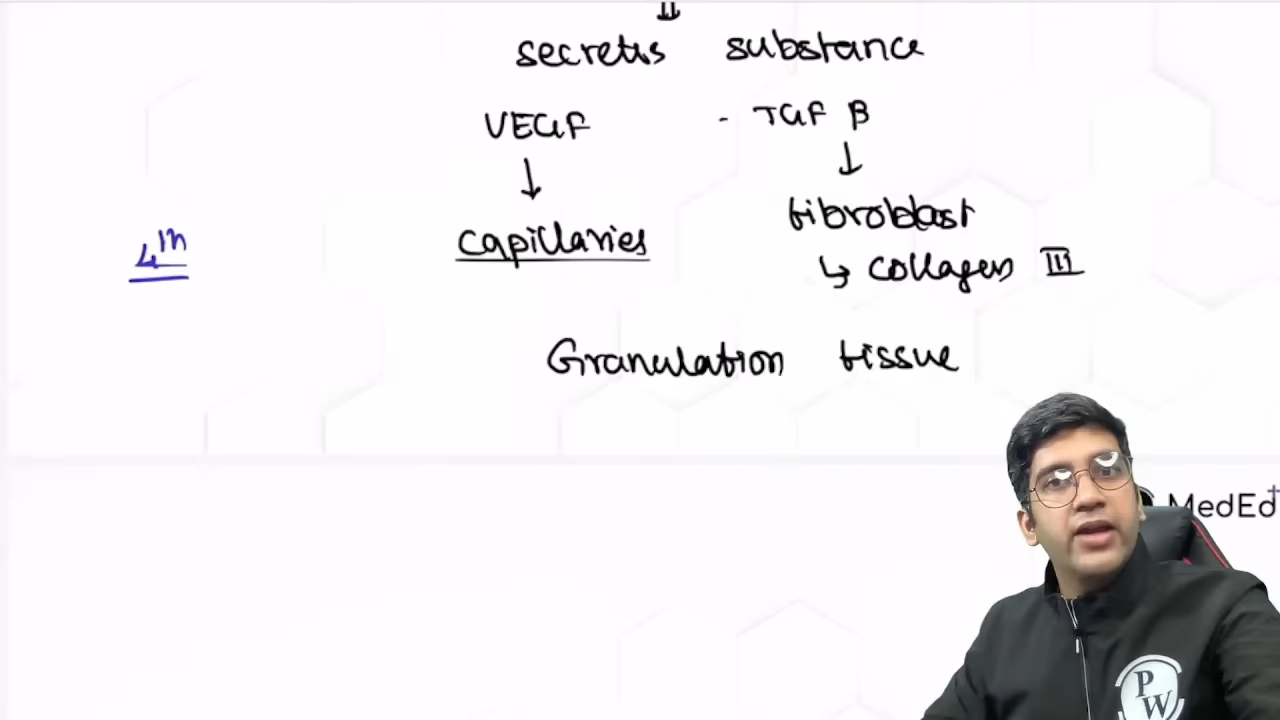 secretes substance
VEGF - TGF β
↓ ↓
Capillaries fibroblast
4th
↳ collagen III
Granulation tissue
MedEd
PW